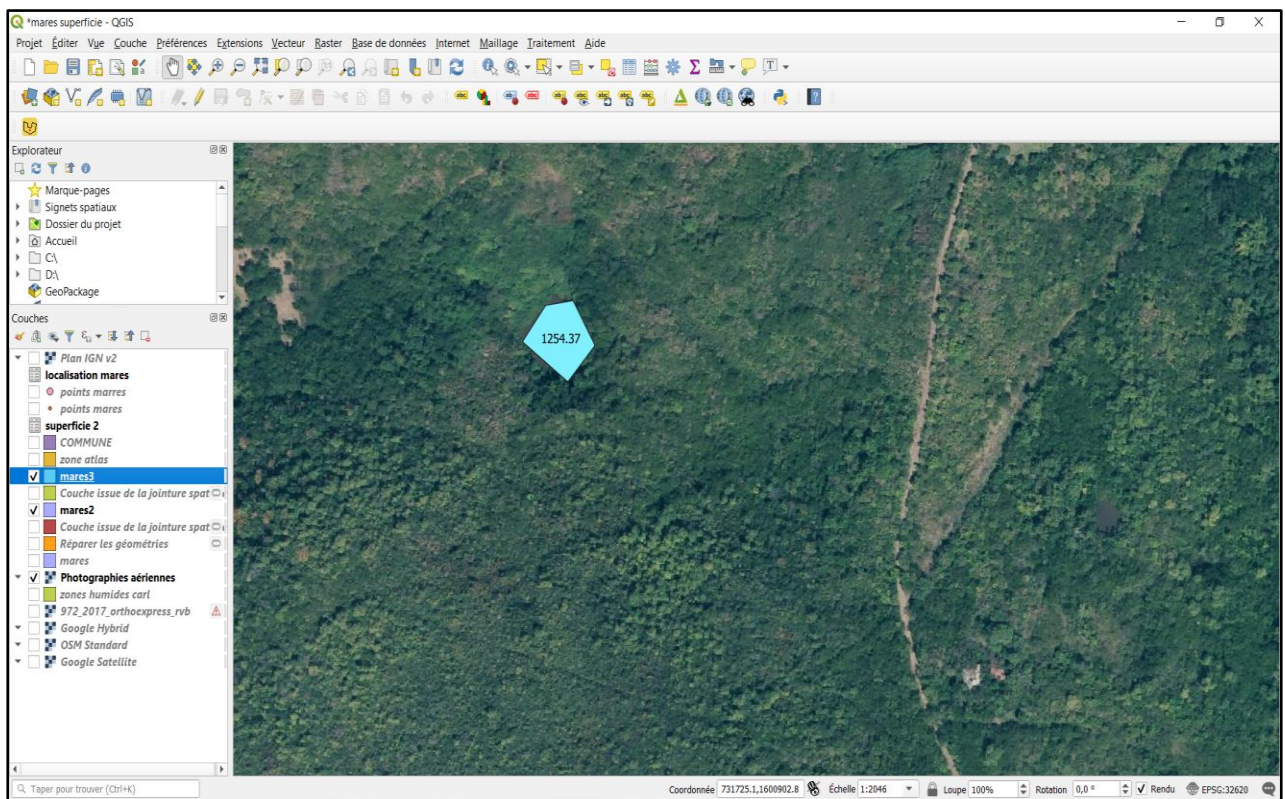 *mares superficie - QGIS
Projet Éditer Vue Couche Préférences Extensions Vecteur Raster Base de données Internet Maillage Traitement Aide
Explorateur
Marque-pages
Signets spatiaux
Dossier du projet
Accueil
C:\
D:\
GeoPackage
Couches
Plan IGN v2
localisation mares
points marres
points mares
superficie 2
COMMUNE
zone atlas
mares3
Couche issue de la jointure spat
mares2
Couche issue de la jointure spat
Réparer les géométries
mares
Photographies aériennes
zones humides carl
972_2017_orthoexpress_rvb
Google Hybrid
OSM Standard
Google Satellite
1254.37
Taper pour trouver (Ctrl+K) Coordonnée 731725.1,1600902.8 Échelle 1:2046 Loupe 100% Rotation 0,0 ° Rendu EPSG:32620